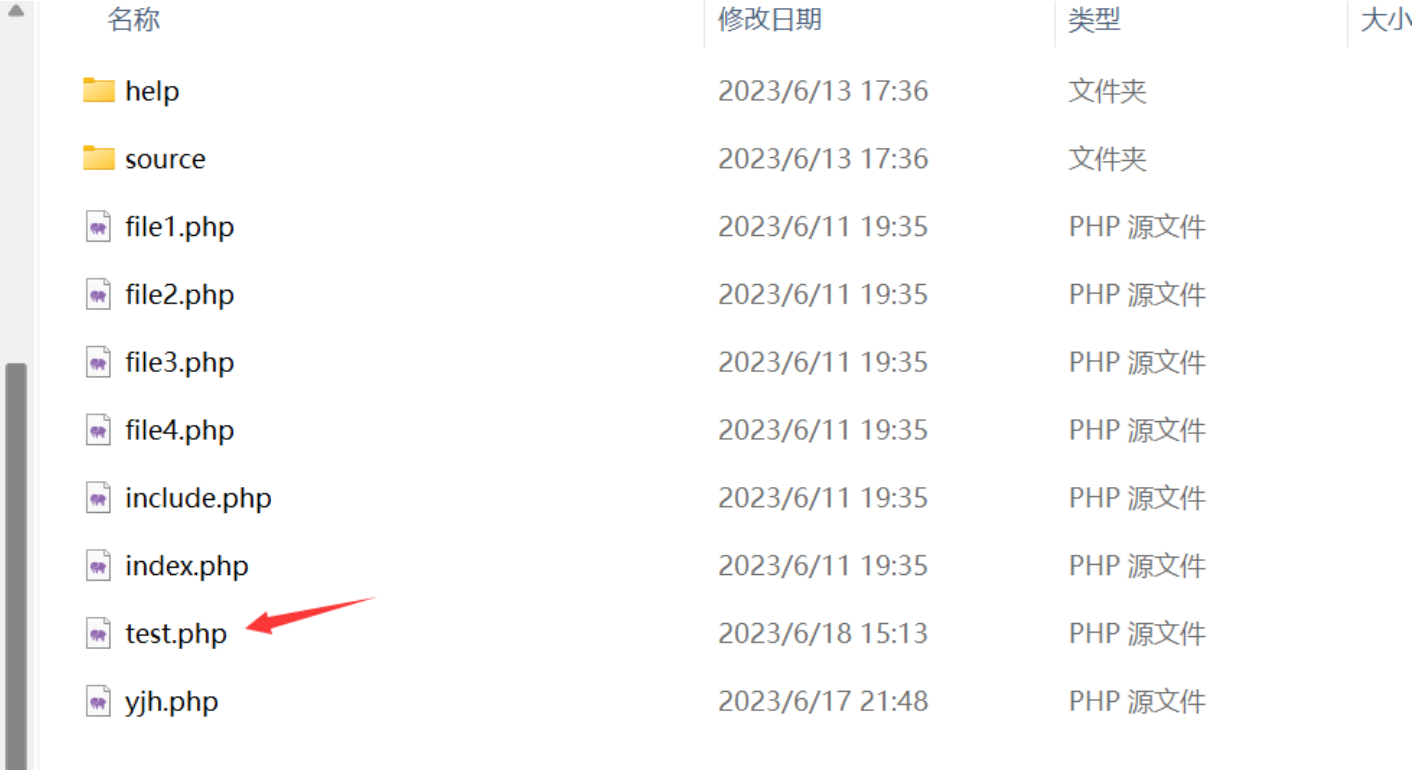 名称 修改日期 类型 大小
help 2023/6/13 17:36 文件夹
source 2023/6/13 17:36 文件夹
file1.php 2023/6/11 19:35 PHP 源文件
file2.php 2023/6/11 19:35 PHP 源文件
file3.php 2023/6/11 19:35 PHP 源文件
file4.php 2023/6/11 19:35 PHP 源文件
include.php 2023/6/11 19:35 PHP 源文件
index.php 2023/6/11 19:35 PHP 源文件
test.php 2023/6/18 15:13 PHP 源文件
yjh.php 2023/6/17 21:48 PHP 源文件